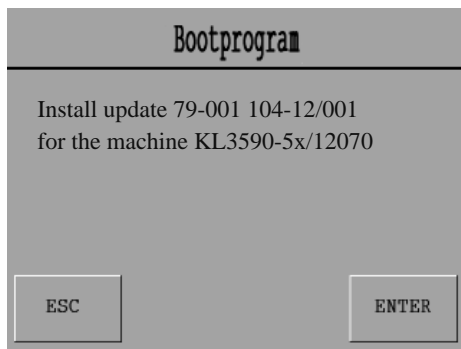 Bootprogram
Install update 79-001 104-12/001
for the machine KL3590-5x/12070
ESC
ENTER